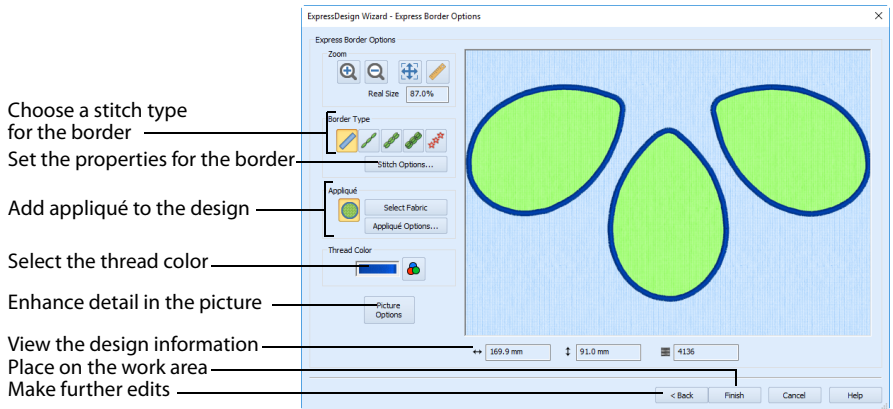 ExpressDesign Wizard - Express Border Options
Express Border Options
Zoom
Real Size 87.0%
Choose a stitch type
for the border
Border Type
Set the properties for the border
Stitch Options...
Appliqué
Add appliqué to the design
Select Fabric
Appliqué Options...
Thread Color
Select the thread color
Enhance detail in the picture
Picture
Options
View the design information
169.9 mm 91.0 mm 4136
Place on the work area
Make further edits
< Back Finish Cancel Help